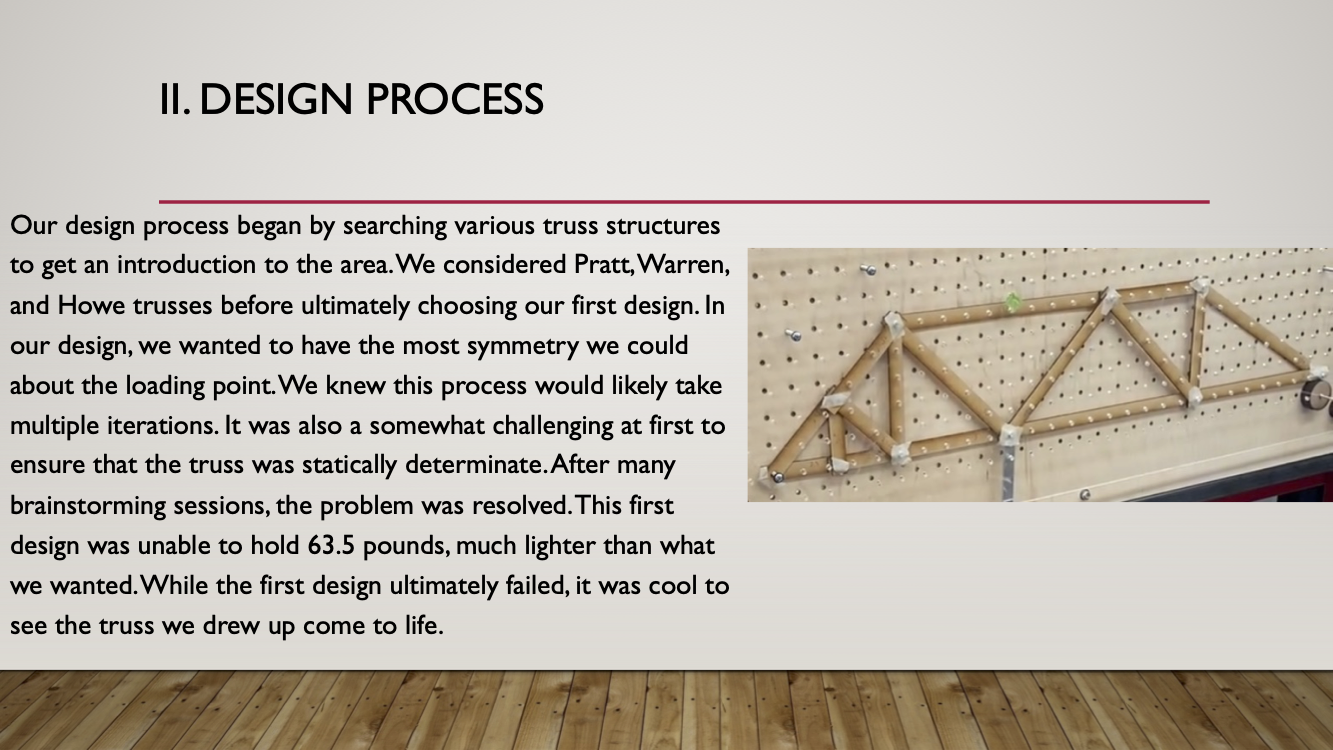 II. DESIGN PROCESS
Our design process began by searching various truss structures
to get an introduction to the area. We considered Pratt, Warren,
and Howe trusses before ultimately choosing our first design. In
our design, we wanted to have the most symmetry we could
about the loading point. We knew this process would likely take
multiple iterations. It was also a somewhat challenging at first to
ensure that the truss was statically determinate. After many
brainstorming sessions, the problem was resolved. This first
design was unable to hold 63.5 pounds, much lighter than what
we wanted. While the first design ultimately failed, it was cool to
see the truss we drew up come to life.